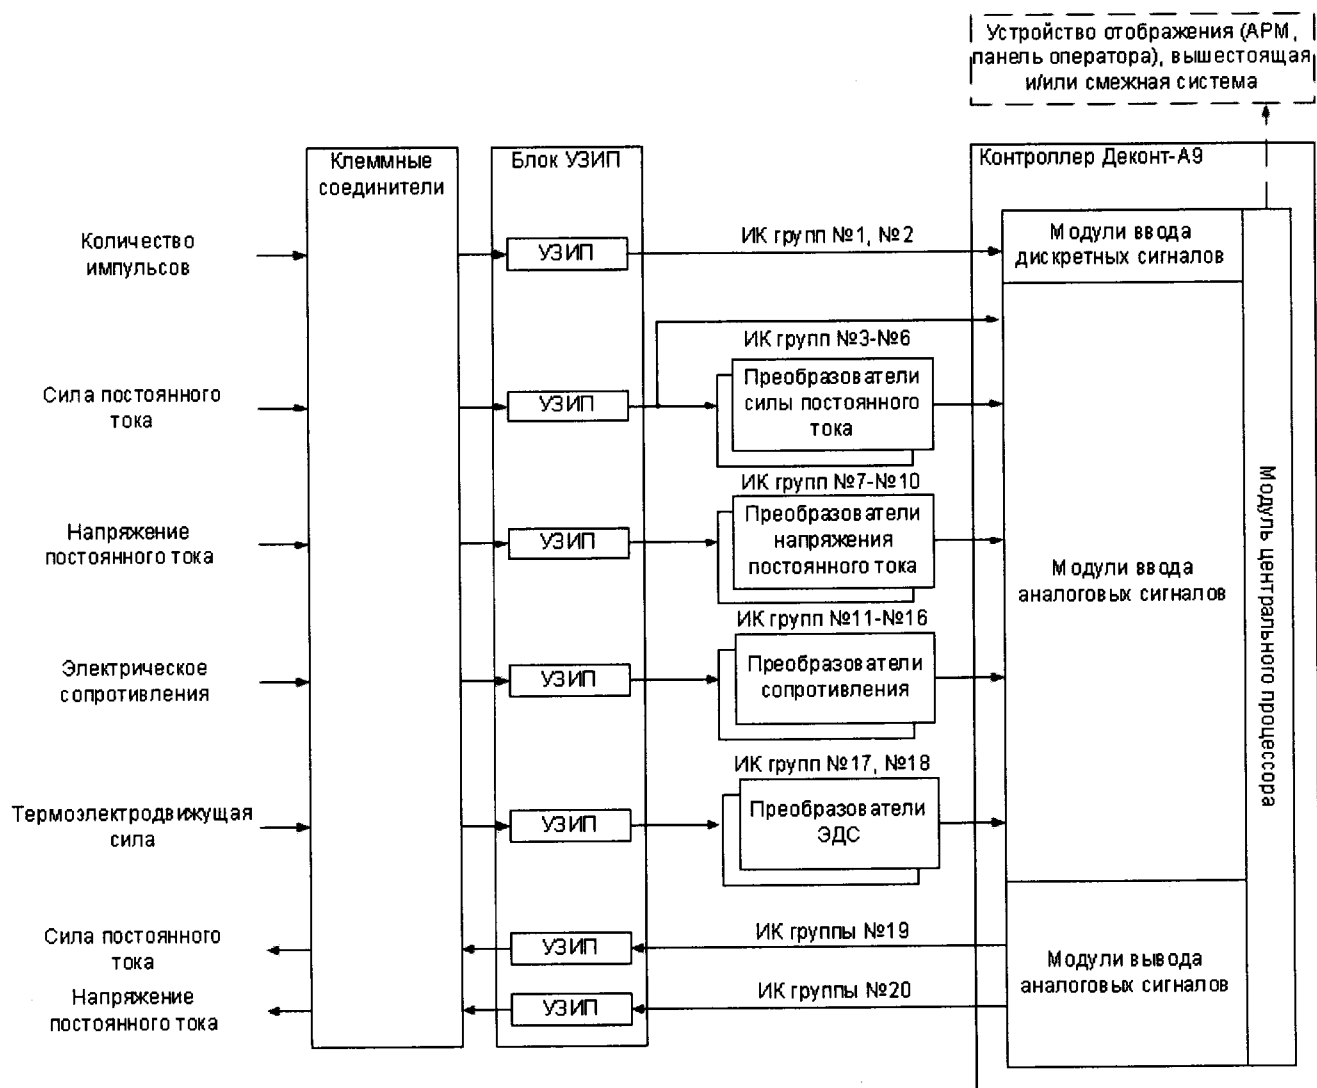 Устройство отображения (АРМ,
панель оператора), вышестоящая
и/или смежная система
Клеммные
соединители
Блок УЗИП
Контроллер Деконт-А9
Количество
импульсов
УЗИП
ИК групп №1, №2
Модули ввода
дискретных сигналов
ИК групп №3-№6
Сила постоянного
тока
УЗИП
Преобразователи
силы постоянного
тока
ИК групп №7-№10
Напряжение
постоянного тока
УЗИП
Преобразователи
напряжения
постоянного тока
Модули ввода
аналоговых сигналов
Модуль центрального процессора
ИК групп №11-№16
Электрическое
сопротивления
УЗИП
Преобразователи
сопротивления
ИК групп №17, №18
Термоэлектродвижущая
сила
УЗИП
Преобразователи
ЭДС
Сила постоянного
тока
УЗИП
ИК группы №19
Модули вывода
аналоговых сигналов
Напряжение
постоянного тока
УЗИП
ИК группы №20